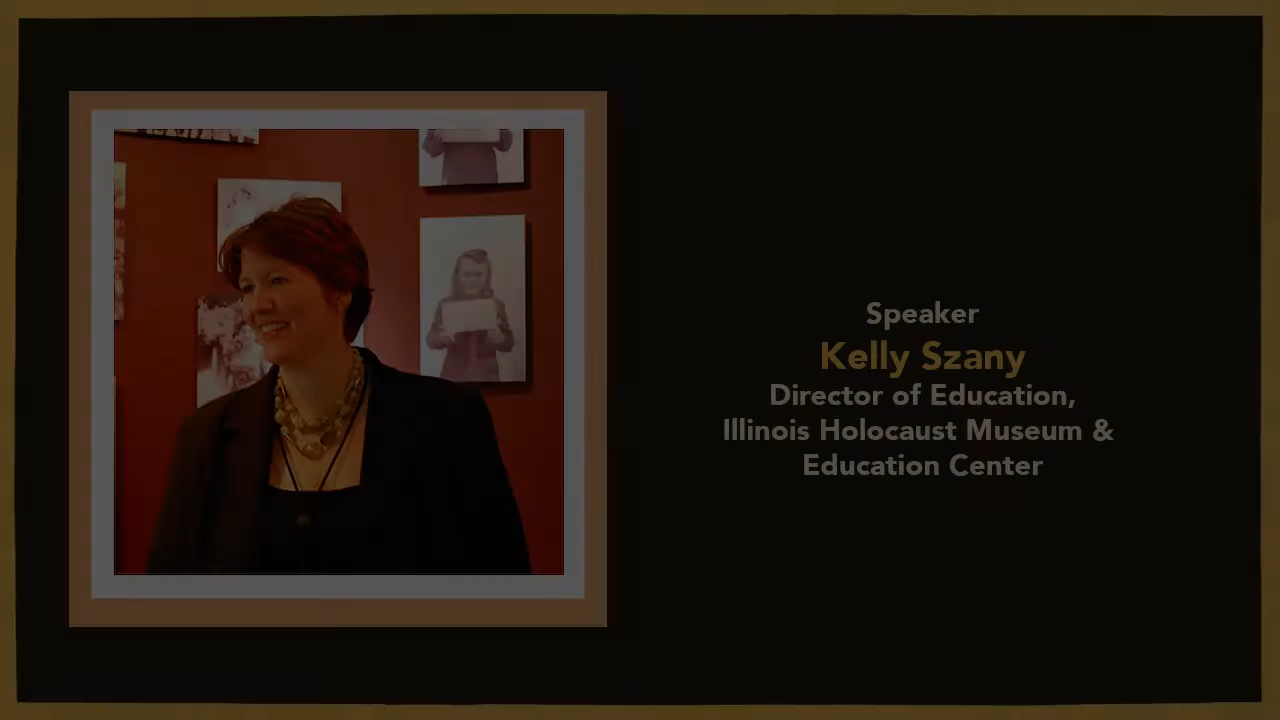 Speaker
Kelly Szany
Director of Education,
Illinois Holocaust Museum &
Education Center